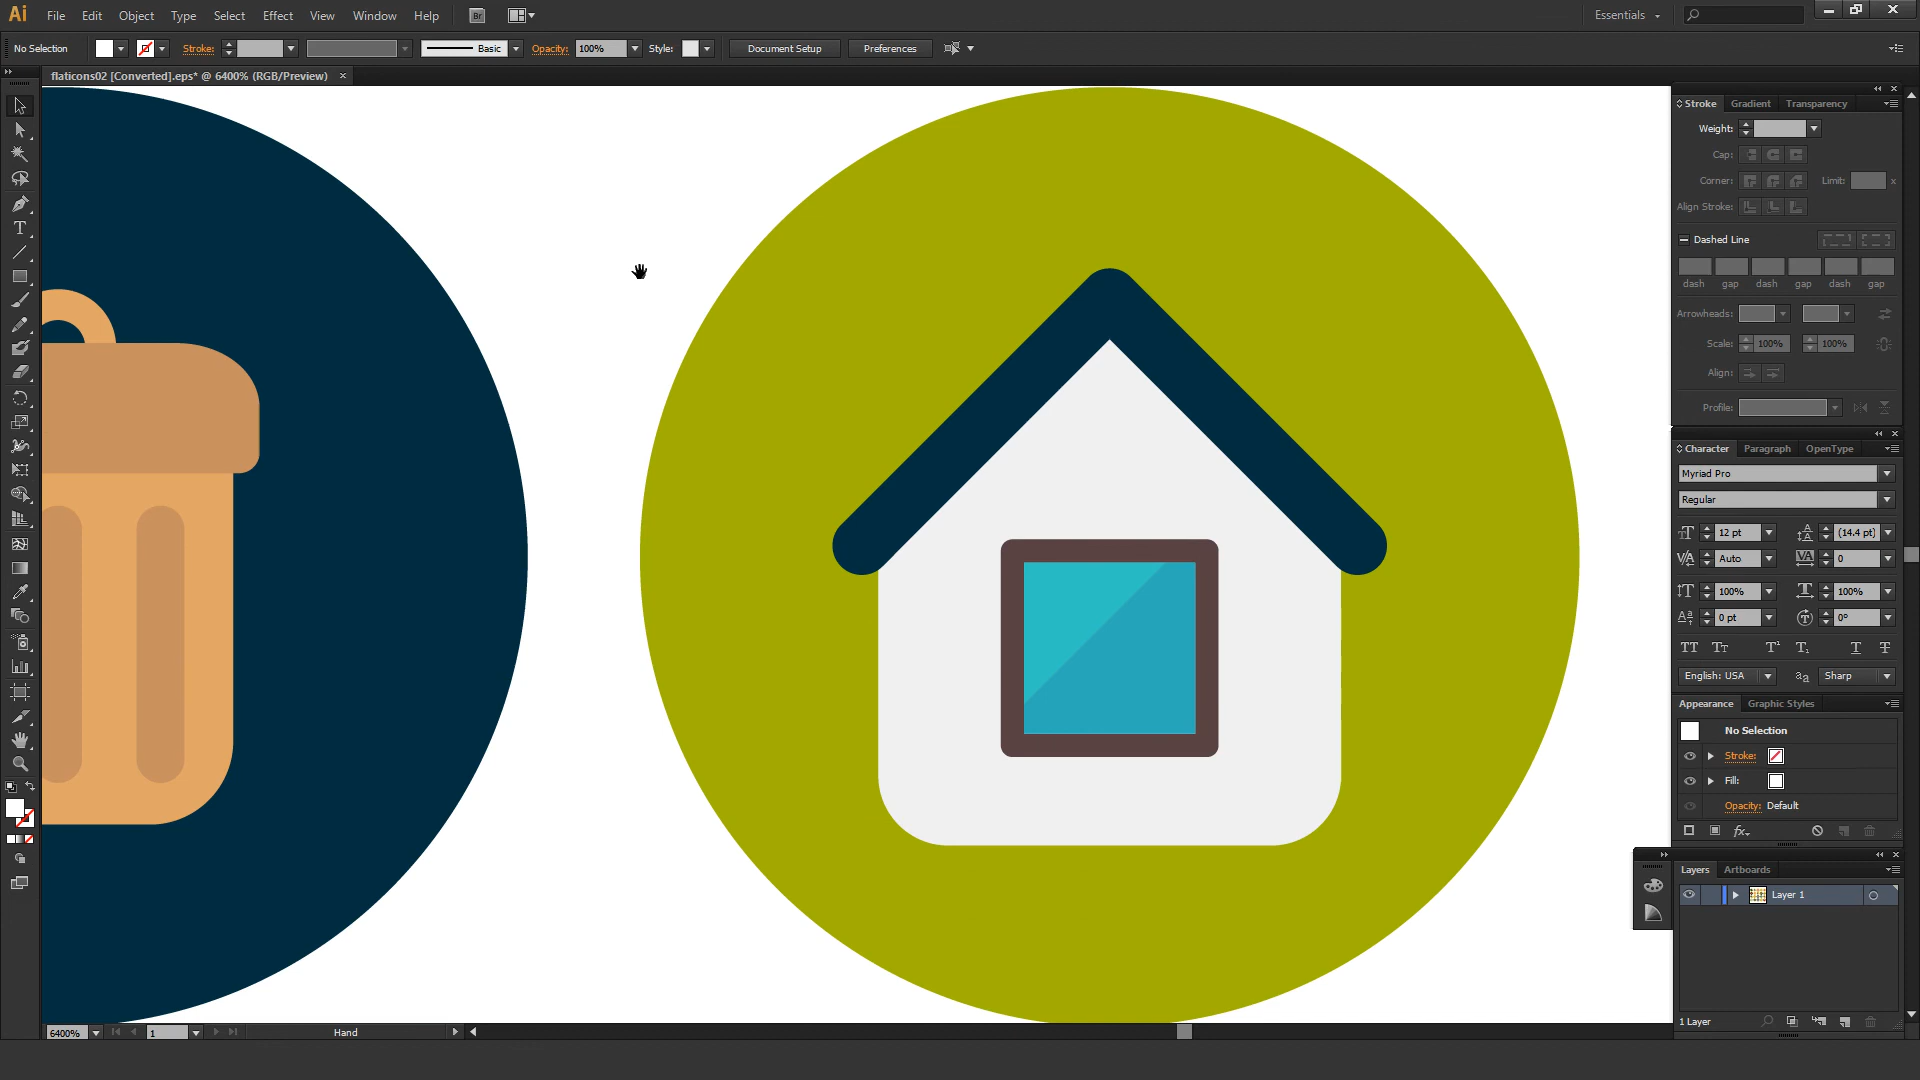 Ai File Edit Object Type Select Effect View Window Help Br Essentials
No Selection Stroke: Basic Opacity: 100% Style: Document Setup Preferences
flaticons02 [Converted].eps* @ 6400% (RGB/Preview)
Stroke Gradient Transparency
Weight:
Cap:
Corner: Limit: x
Align Stroke:
Dashed Line
dash gap dash gap dash gap
Arrowheads:
Scale: 100% 100%
Align:
Profile:
Character Paragraph OpenType
Myriad Pro
Regular
12 pt (14.4 pt)
Auto 0
100% 100%
0 pt 0°
English: USA Sharp
Appearance Graphic Styles
No Selection
Stroke:
Fill:
Opacity: Default
Layers Artboards
Layer 1
1 Layer
6400% 1 Hand